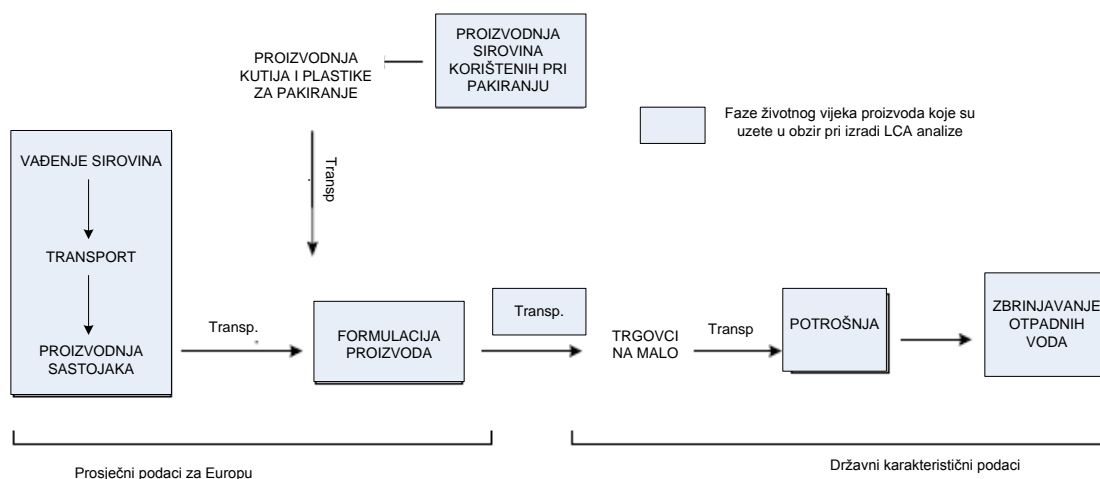 PROIZVODNJA
KUTIJA I PLASTIKE
ZA PAKIRANJE
PROIZVODNJA
SIROVINA
KORIŠTENIH PRI
PAKIRANJU
Faze životnog vijeka proizvoda koje su
uzete u obzir pri izradi LCA analize
VAĐENJE SIROVINA
TRANSPORT
PROIZVODNJA
SASTOJAKA
Transp
Transp.
FORMULACIJA
PROIZVODA
Transp.
TRGOVCI
NA MALO
Transp
POTROŠNJA
ZBRINJAVANJE
OTPADNIH
VODA
Prosječni podaci za Europu
Državni karakteristični podaci